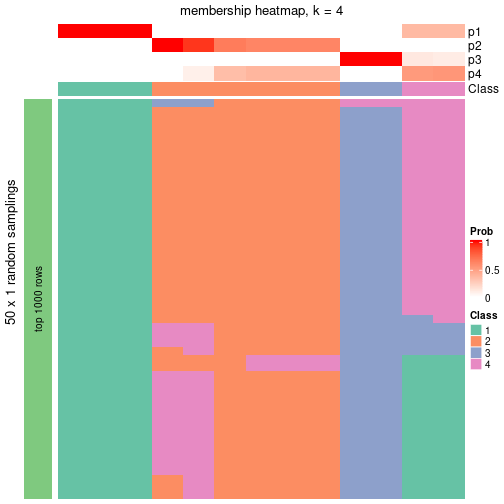 membership heatmap, k = 4
p1
p2
p3
p4
Class
50 x 1 random samplings
top 1000 rows
Prob
1
0.5
0
Class
1
2
3
4